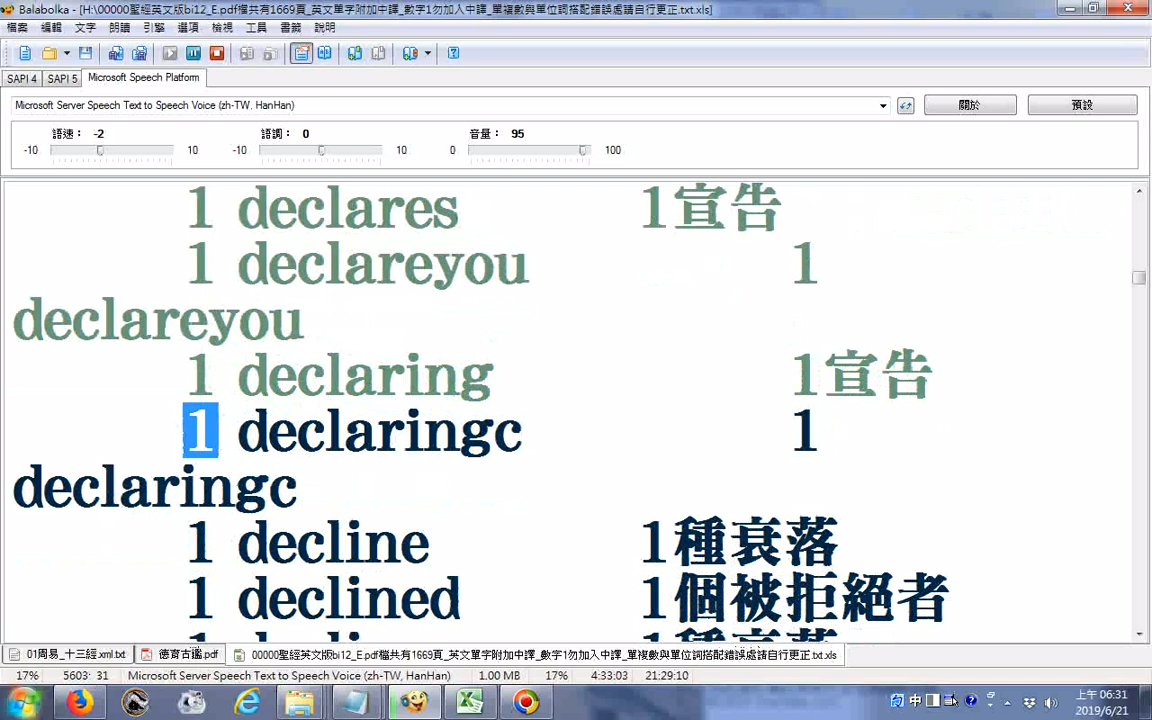 Balabolka - [H:\00000聖經英文版bi12_E.pdf檔共有1669頁_英文單字附加中譯_數字1勿加入中譯_單複數與單位詞搭配錯誤處請自行更正.txt.xls]
檔案 編輯 文字 朗讀 引擎 選項 檢視 工具 書籤 說明
SAPI 4 SAPI 5 Microsoft Speech Platform
Microsoft Server Speech Text to Speech Voice (zh-TW, HanHan) 關於 預設
語速: -2 語調: 0 音量: 95
-10 10 -10 10 0 100
1 declares 1宣告
1 declareyou 1
declareyou
1 declaring 1宣告
1 declaringc 1
declaringc
1 decline 1種衰落
1 declined 1個被拒絕者
01周易_十三經.xml.txt 德育古鑑.pdf 00000聖經英文版bi12_E.pdf檔共有1669頁_英文單字附加中譯_數字1勿加入中譯_單複數與單位詞搭配錯誤處請自行更正.txt.xls
17% 5603: 31 Microsoft Server Speech Text to Speech Voice (zh-TW, HanHan) 1.00 MB 17% 4:33:03 21:29:10
中 上午 06:31
2019/6/21